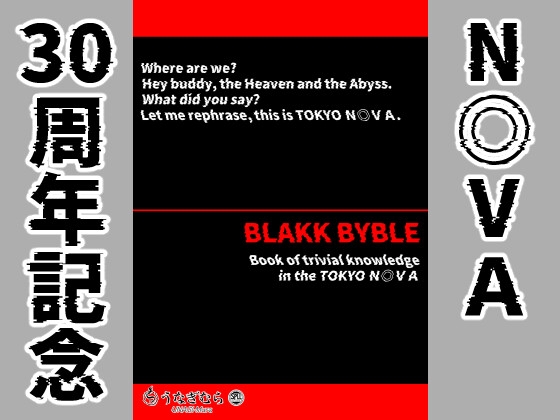 30周年記念
Where are we?
Hey buddy, the Heaven and the Abyss.
What did you say?
Let me rephrase, this is TOKYO N◎VA.
BLAKK BYBLE
Book of trivial knowledge
in the TOKYO N◎VA
うなぎむら
UNAGI-Mura
N◎VA